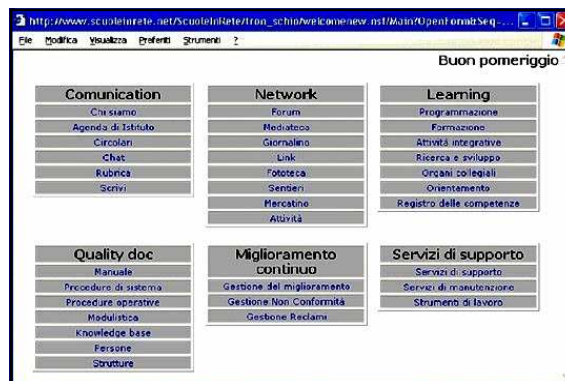 http://www.scuoleinrete.net/ScuoleInRete/tron_schio/welcomenew.nsf/Main?OpenForm&Seq=...
File Modifica Visualizza Preferiti Strumenti ?
Buon pomeriggio
Comunication
Chi siamo
Agenda di Istituto
Circolari
Chat
Rubrica
Scrivi
Network
Forum
Mediateca
Giornalino
Link
Fototeca
Sentieri
Mercatino
Attività
Learning
Programmazione
Formazione
Attività integrative
Ricerca e sviluppo
Organi collegiali
Orientamento
Registro delle competenze
Quality doc
Manuale
Procedure di sistema
Procedure operative
Modulistica
Knowledge base
Persone
Strutture
Miglioramento
continuo
Gestione del miglioramento
Gestione Non Conformità
Gestione Reclami
Servizi di supporto
Servizi di supporto
Servizi di manutenzione
Strumenti di lavoro